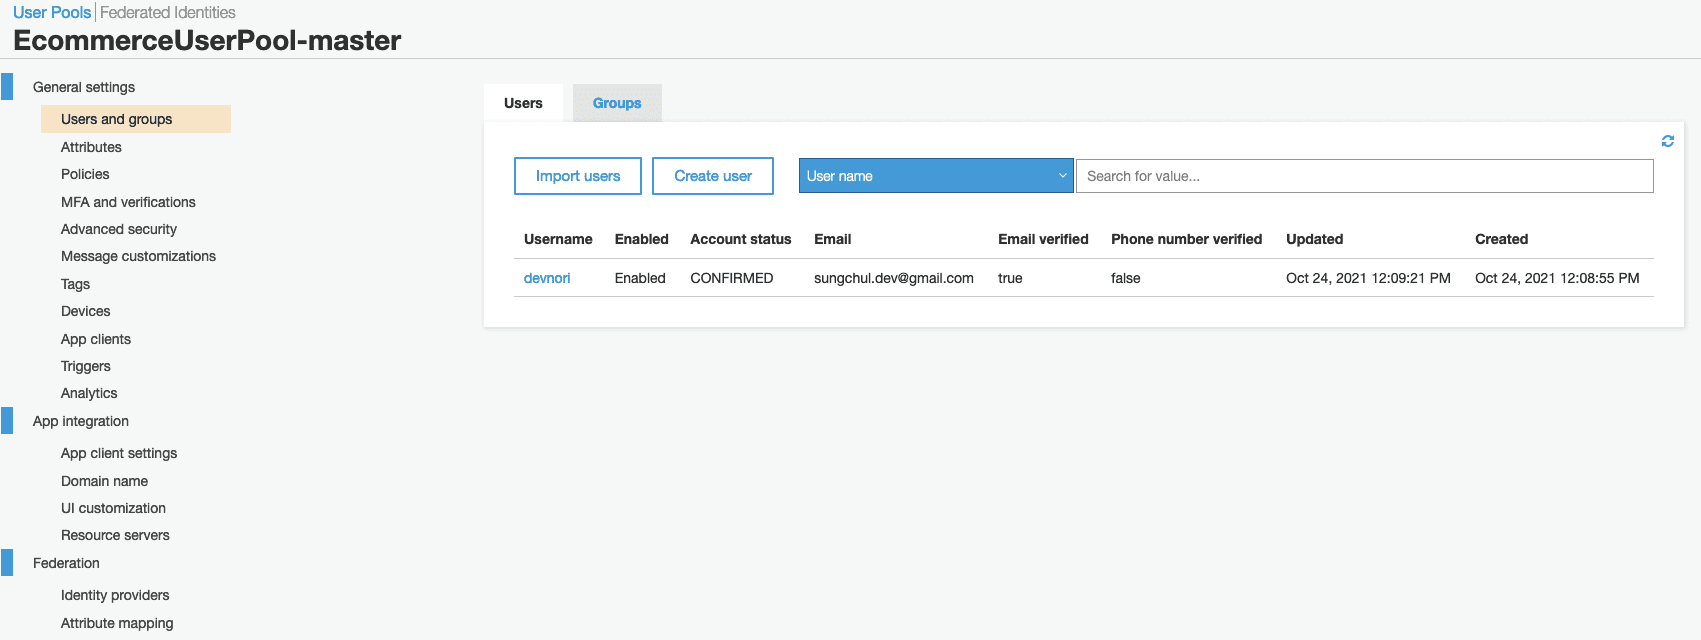 User Pools | Federated Identities
EcommerceUserPool-master
General settings
Users and groups
Attributes
Policies
MFA and verifications
Advanced security
Message customizations
Tags
Devices
App clients
Triggers
Analytics
App integration
App client settings
Domain name
UI customization
Resource servers
Federation
Identity providers
Attribute mapping
Users Groups
Import users Create user User name Search for value...
Username Enabled Account status Email Email verified Phone number verified Updated Created
devnori Enabled CONFIRMED sungchul.dev@gmail.com true false Oct 24, 2021 12:09:21 PM Oct 24, 2021 12:08:55 PM